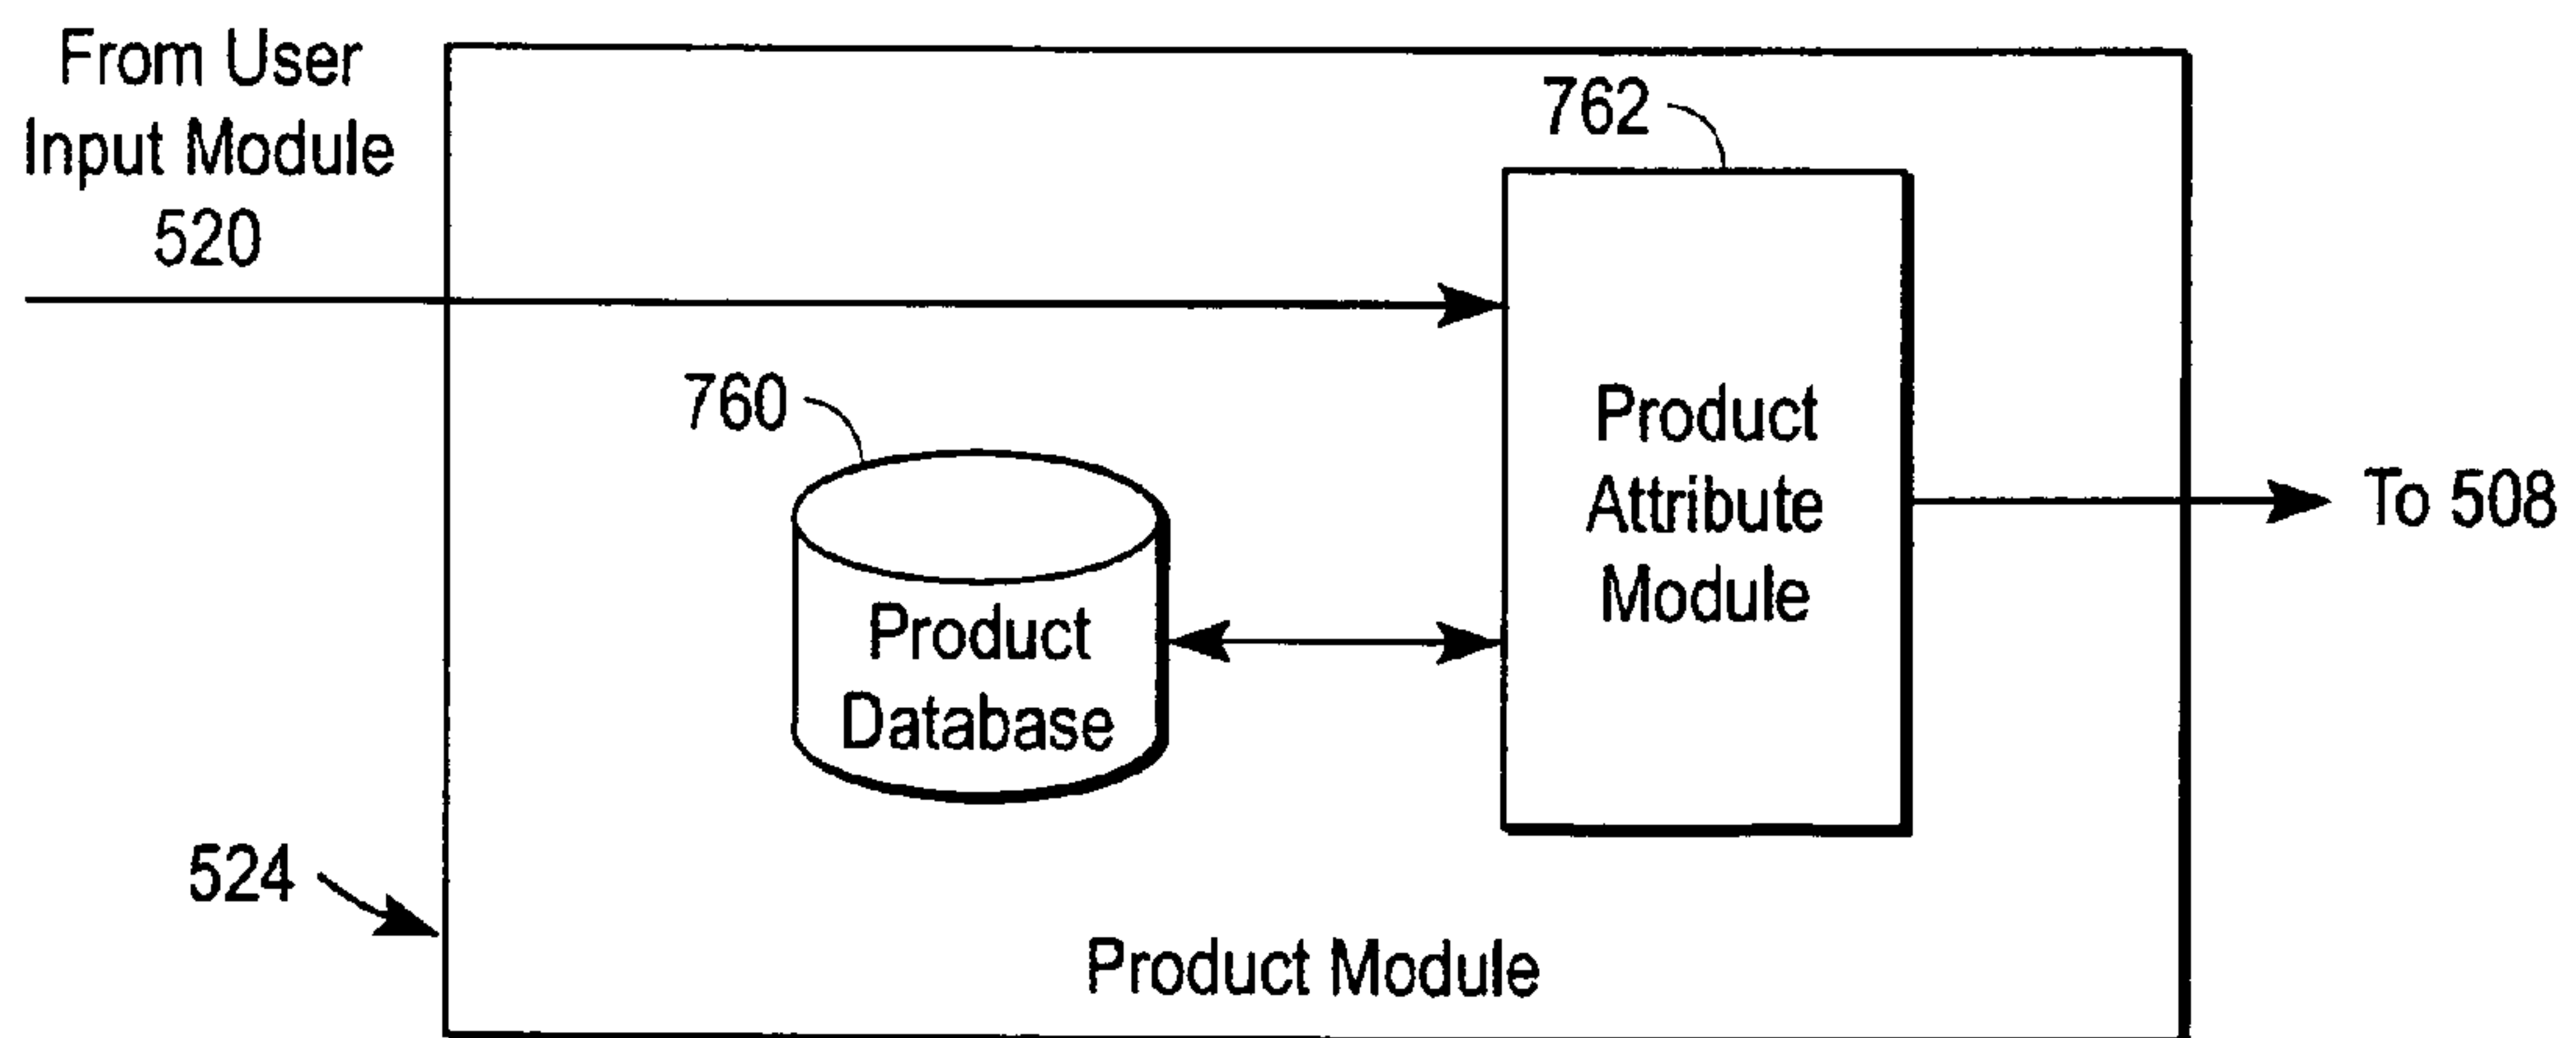 From User
Input Module
520
762
760
Product
Attribute
Module
To 508
Product
Database
524
Product Module